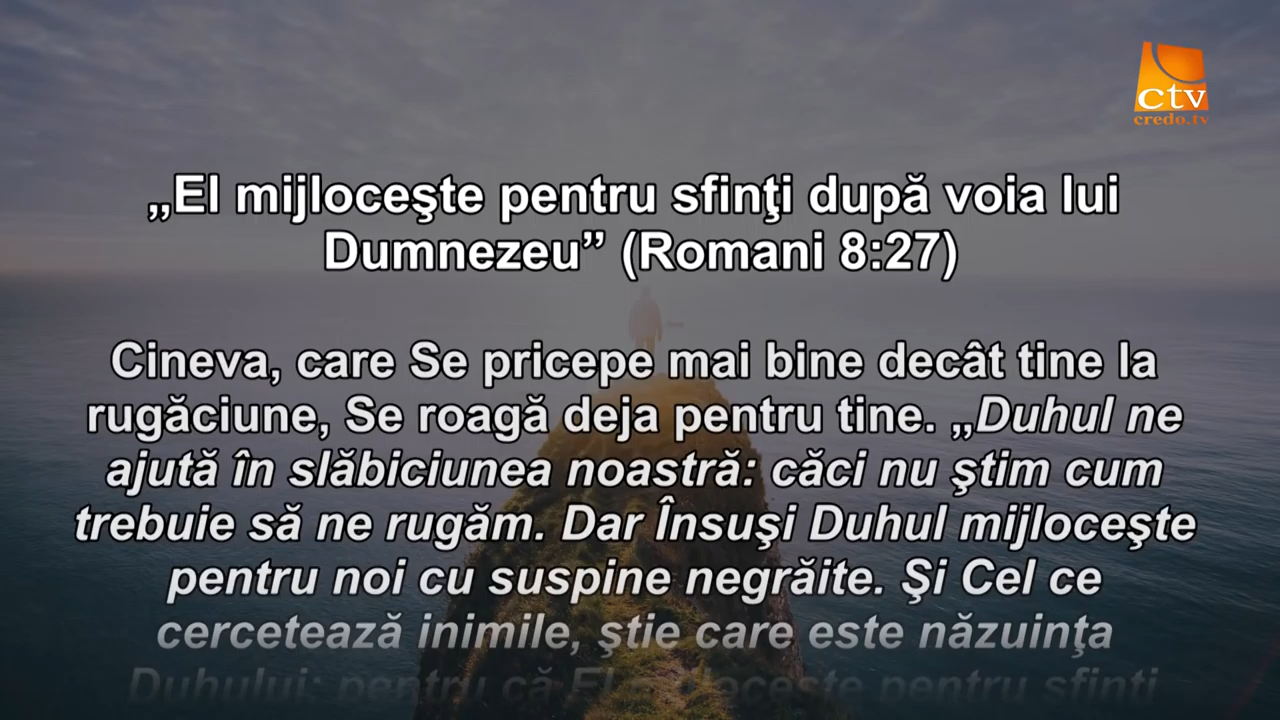 ctv
credo.tv
„El mijloceşte pentru sfinţi după voia lui
Dumnezeu” (Romani 8:27)
Cineva, care Se pricepe mai bine decât tine la
rugăciune, Se roagă deja pentru tine. „Duhul ne
ajută în slăbiciunea noastră: căci nu ştim cum
trebuie să ne rugăm. Dar Însuşi Duhul mijloceşte
pentru noi cu suspine negrăite. Şi Cel ce
cercetează inimile, ştie care este năzuinţa
Duhului; pentru că El pentru sfinţi